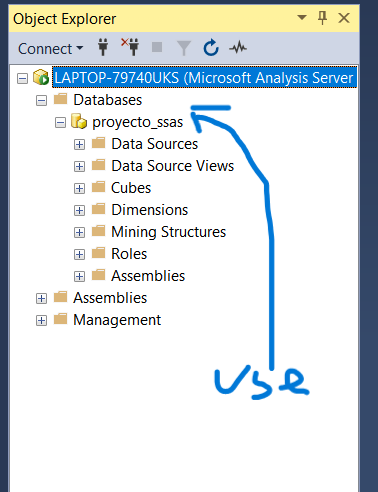 Object Explorer
Connect
LAPTOP-79740UKS (Microsoft Analysis Server
Databases
proyecto_ssas
Data Sources
Data Source Views
Cubes
Dimensions
Mining Structures
Roles
Assemblies
Assemblies
Management
use